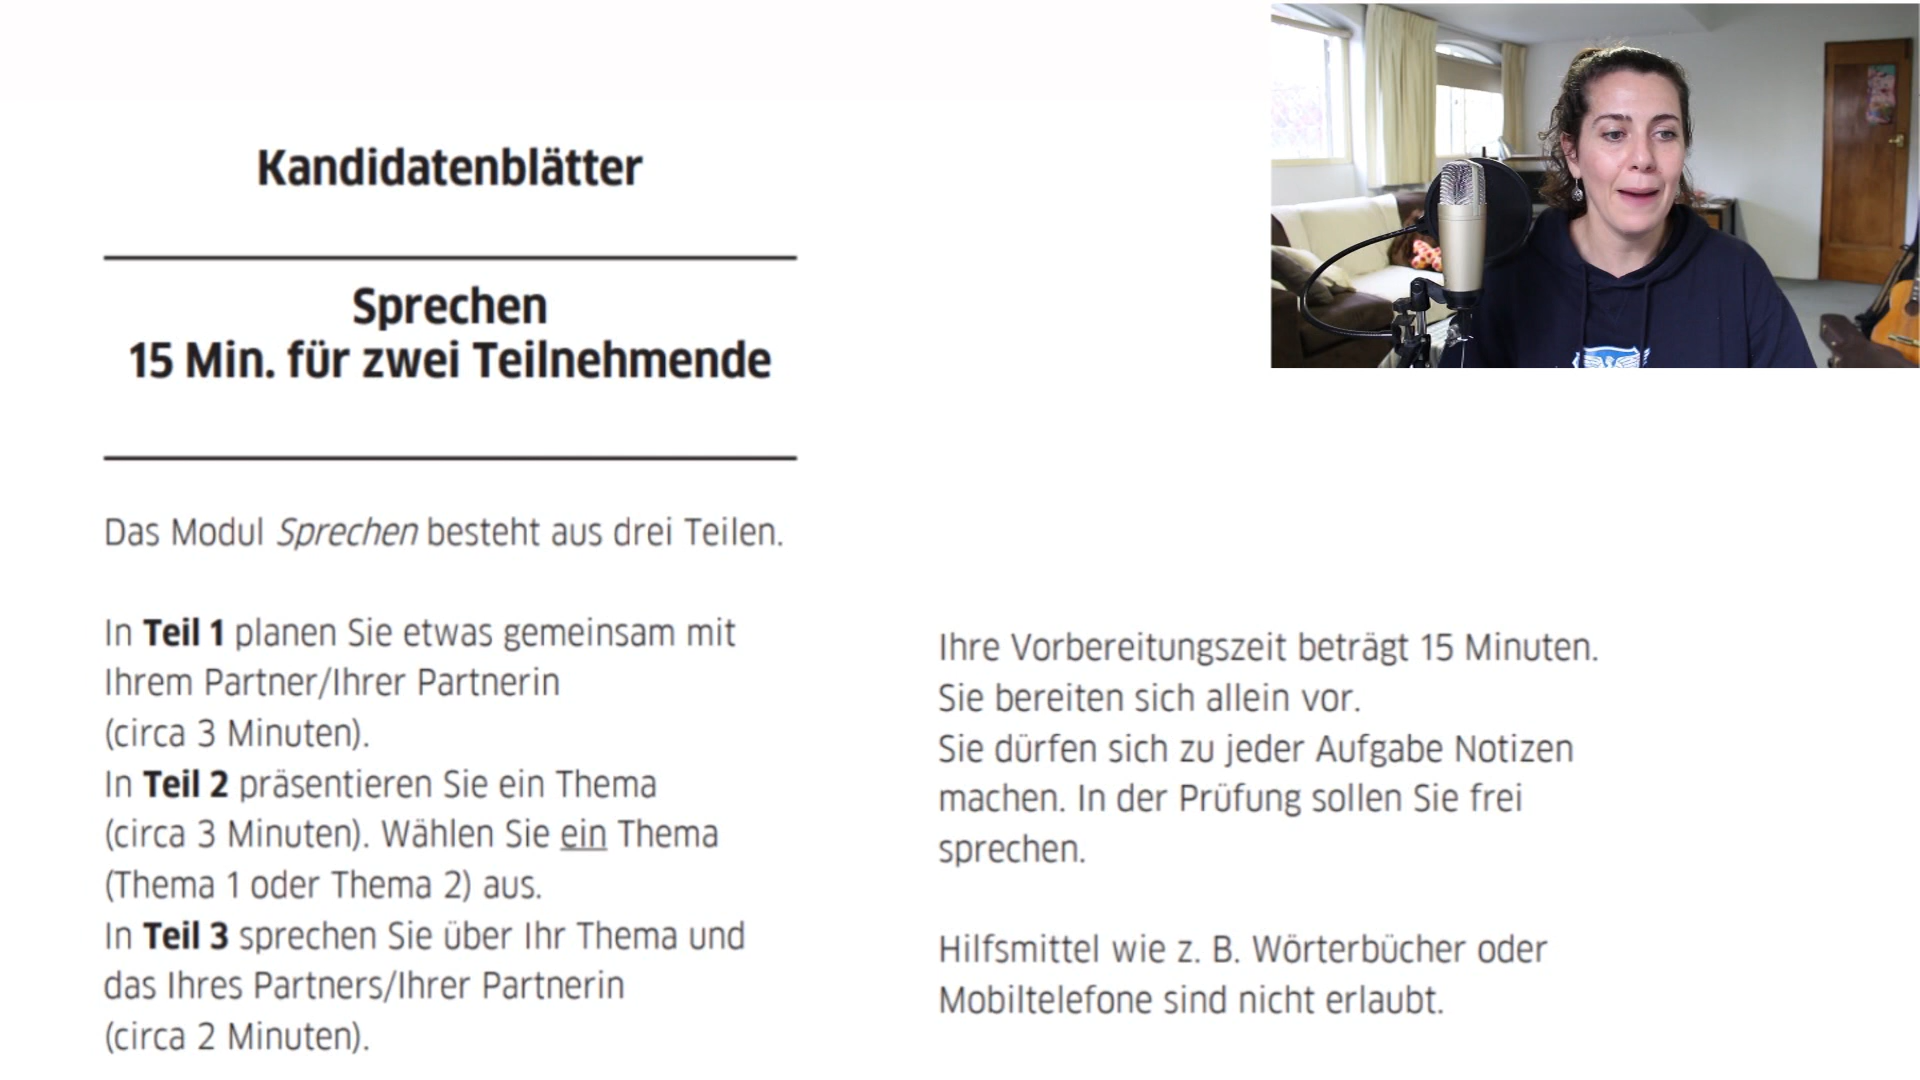 Kandidatenblätter
Sprechen
15 Min. für zwei Teilnehmende
Das Modul Sprechen besteht aus drei Teilen.
In Teil 1 planen Sie etwas gemeinsam mit
Ihrem Partner/Ihrer Partnerin
(circa 3 Minuten).
In Teil 2 präsentieren Sie ein Thema
(circa 3 Minuten). Wählen Sie ein Thema
(Thema 1 oder Thema 2) aus.
In Teil 3 sprechen Sie über Ihr Thema und
das Ihres Partners/Ihrer Partnerin
(circa 2 Minuten).
Ihre Vorbereitungszeit beträgt 15 Minuten.
Sie bereiten sich allein vor.
Sie dürfen sich zu jeder Aufgabe Notizen
machen. In der Prüfung sollen Sie frei
sprechen.
Hilfsmittel wie z. B. Wörterbücher oder
Mobiltelefone sind nicht erlaubt.